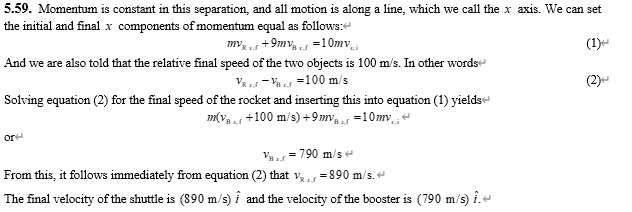 5.59. Momentum is constant in this separation, and all motion is along a line, which we call the x axis. We can set
the initial and final x components of momentum equal as follows:↵
mv_{R x,f} + 9mv_{B x,f} = 10mv_{x,i} (1)↵
And we are also told that the relative final speed of the two objects is 100 m/s. In other words↵
v_{R x,f} − v_{B x,f} = 100 m/s (2)↵
Solving equation (2) for the final speed of the rocket and inserting this into equation (1) yields↵
m(v_{B x,f} + 100 m/s) + 9mv_{B x,f} = 10mv_{x,i} ↵
or↵
v_{B x,f} = 790 m/s ↵
From this, it follows immediately from equation (2) that v_{R x,f} = 890 m/s. ↵
The final velocity of the shuttle is (890 m/s) î and the velocity of the booster is (790 m/s) î. ↵